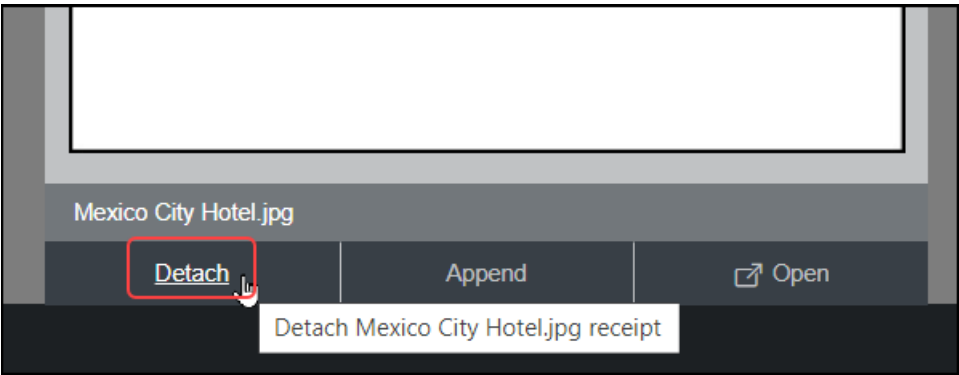 Mexico City Hotel.jpg
Detach
Append
Open
Detach Mexico City Hotel.jpg receipt